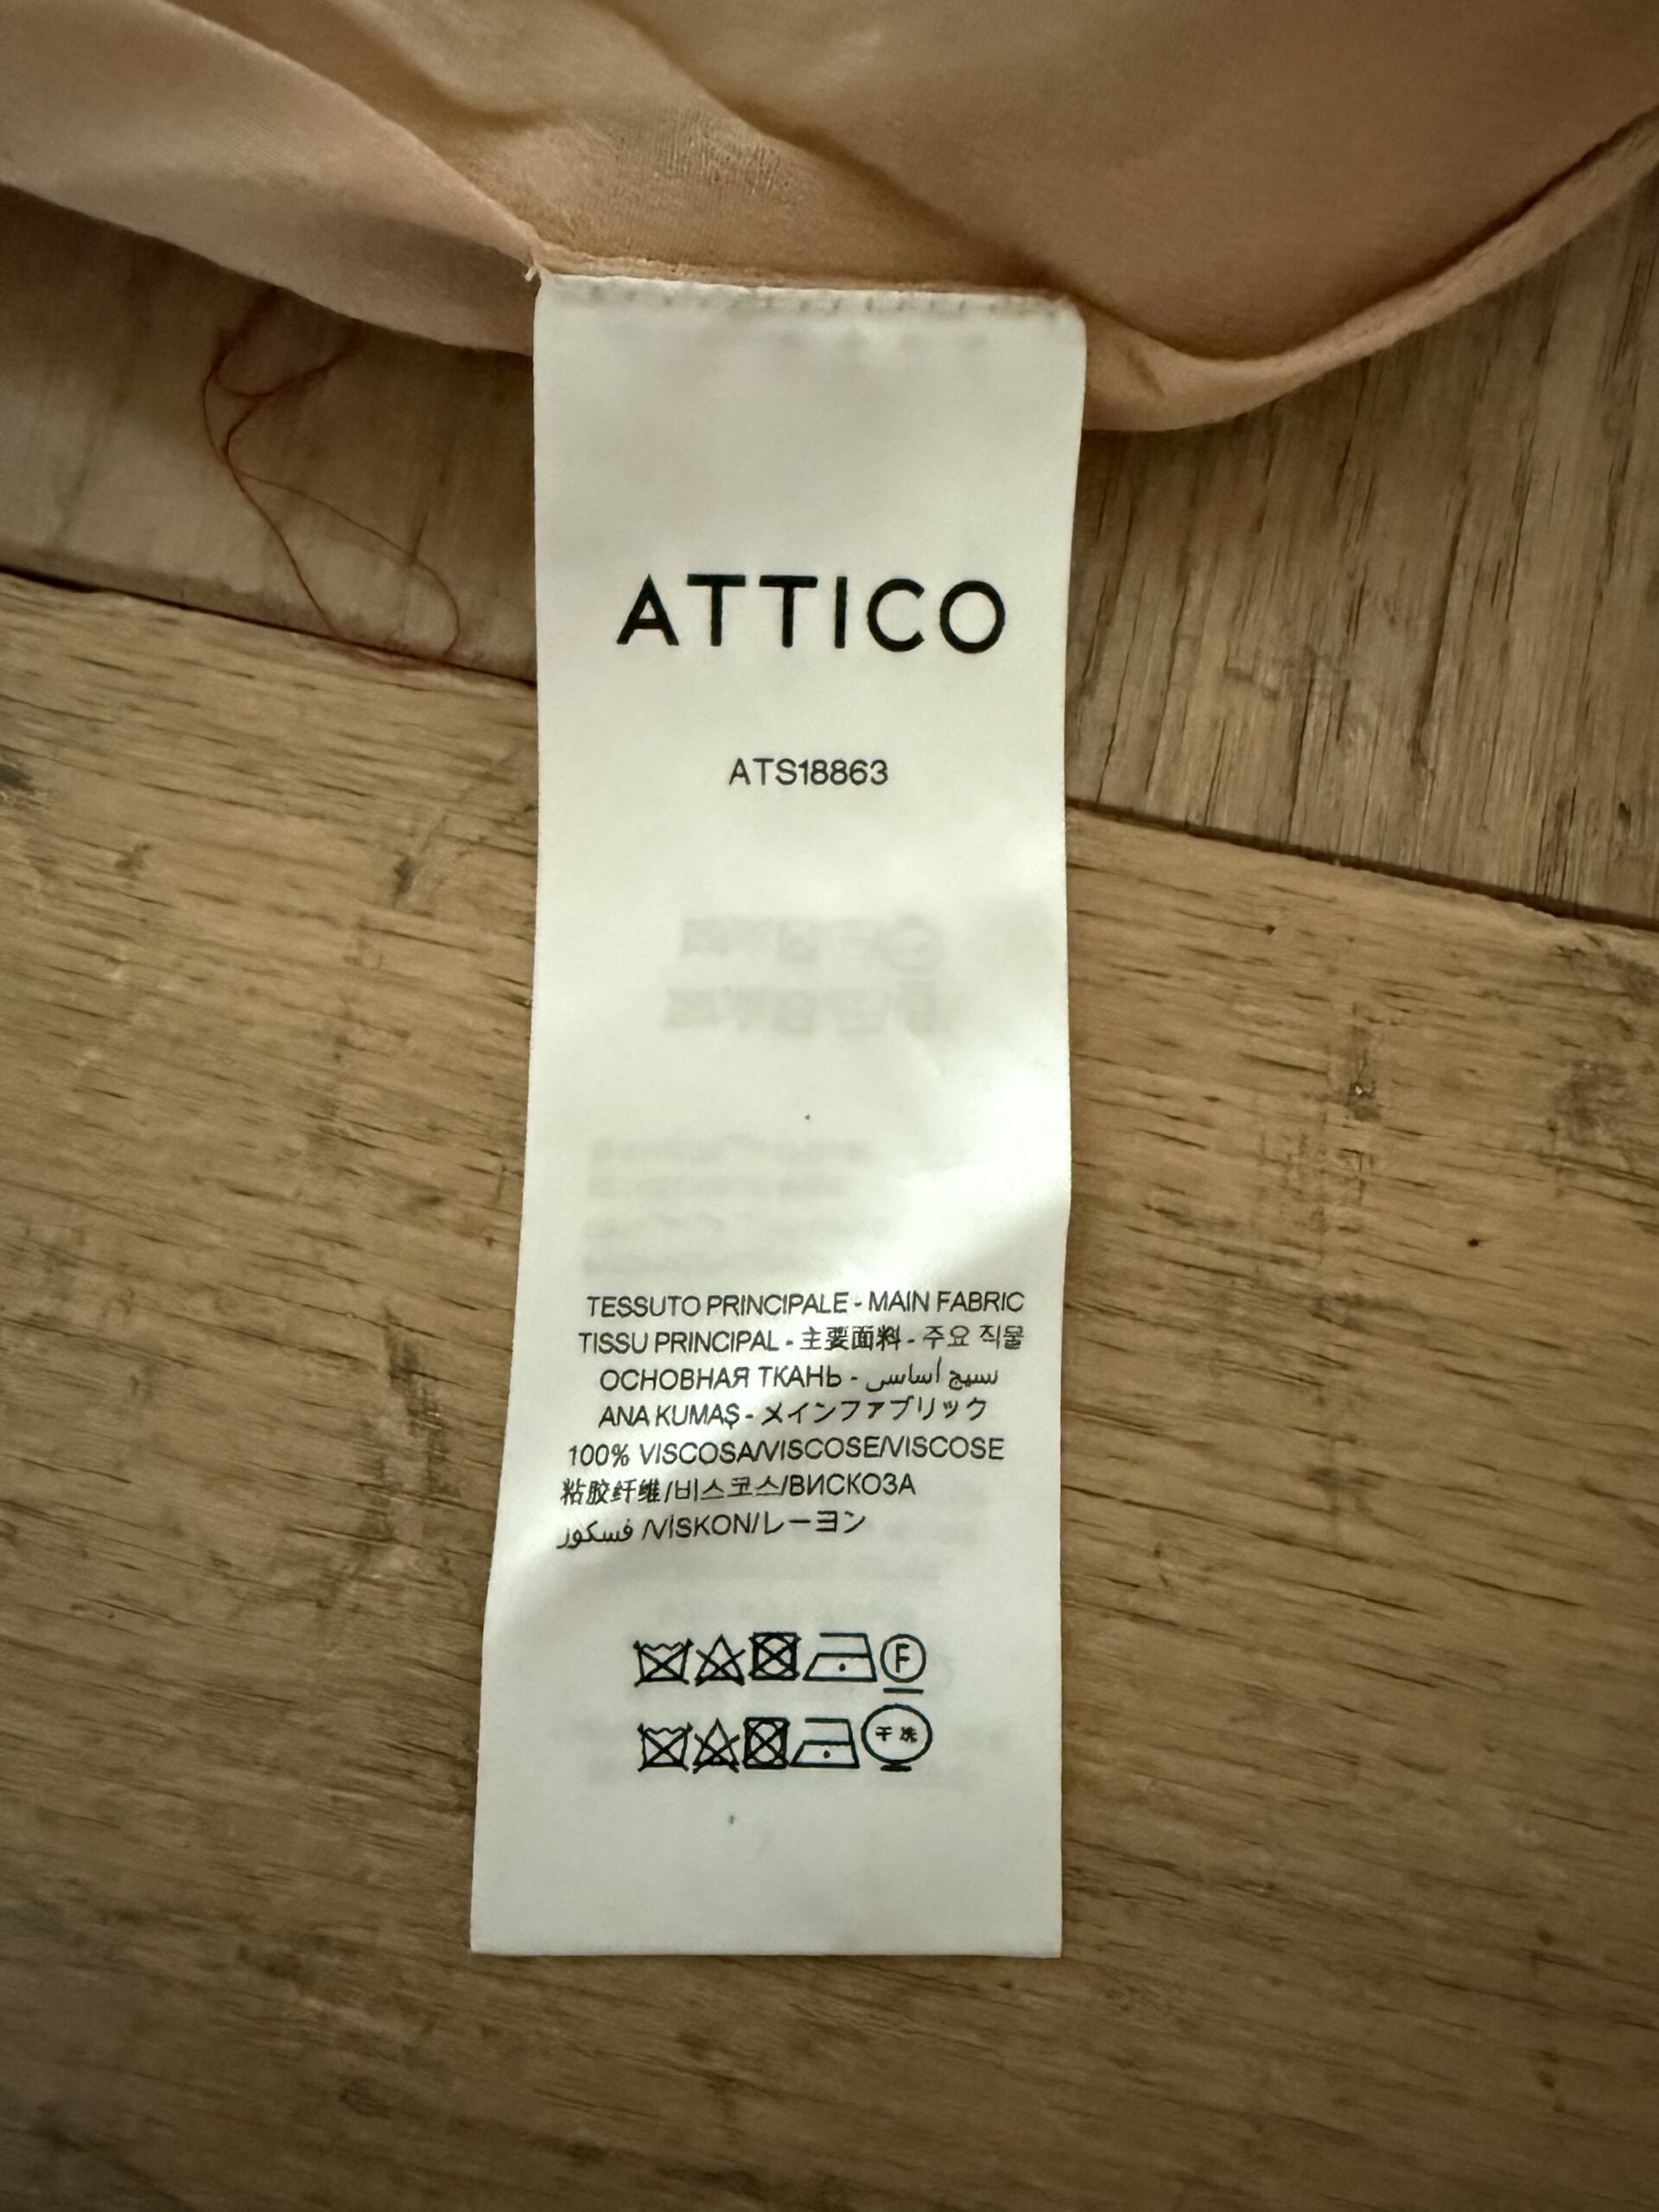 ATTICO
ATS18863
TESSUTO PRINCIPALE - MAIN FABRIC
TISSU PRINCIPAL - 主要面料 - 주요 직물
ОСНОВНАЯ ТКАНЬ - نسيج أساسي
ANA KUMAŞ - メインファブリック
100% VISCOSA/VISCOSE/VISCOSE
粘胶纤维/비스코스/ВИСКОЗА
فسكوز /VİSKON/レーヨン
F
干洗